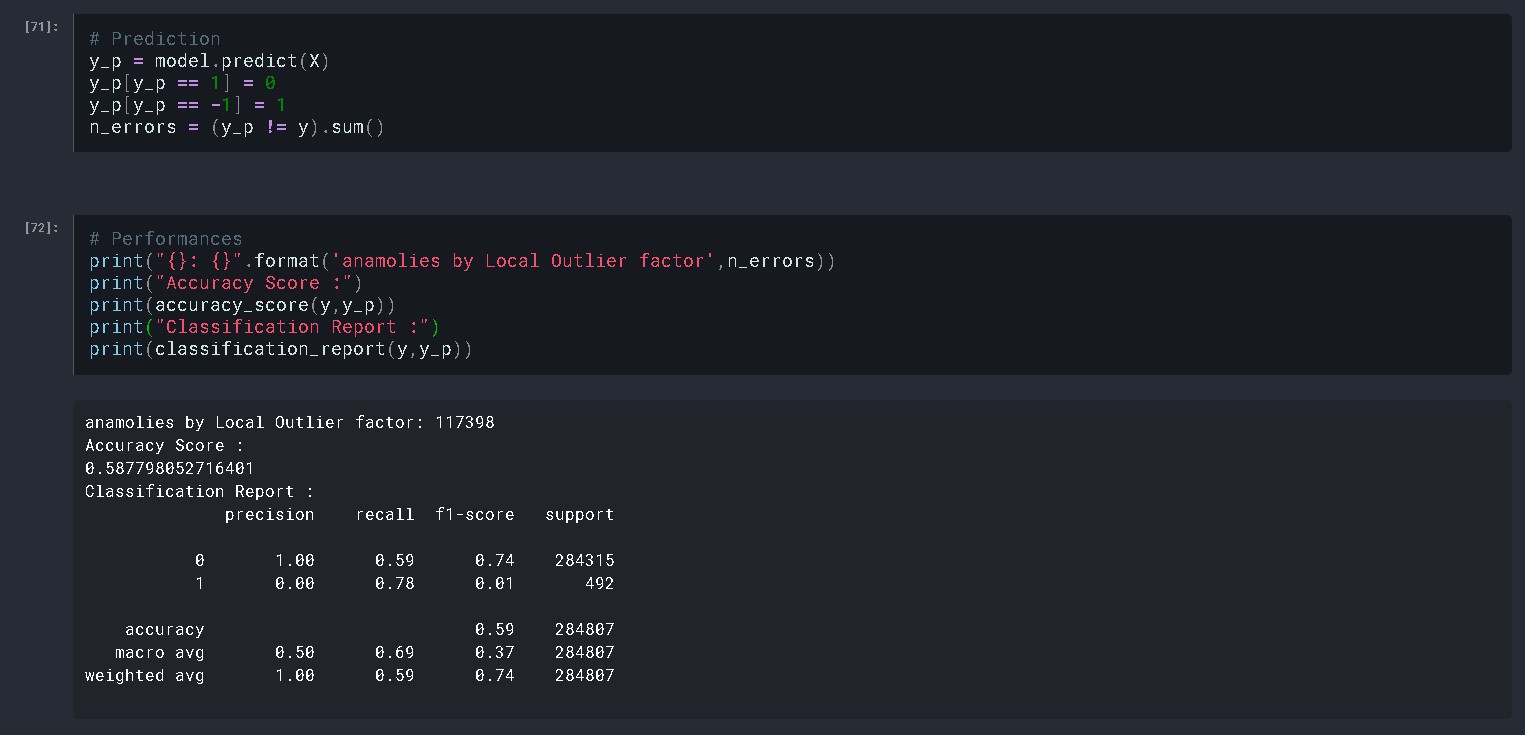 [71]:
# Prediction
y_p = model.predict(X)
y_p[y_p == 1] = 0
y_p[y_p == -1] = 1
n_errors = (y_p != y).sum()
[72]:
# Performances
print("{}: {}".format('anamolies by Local Outlier factor',n_errors))
print("Accuracy Score :")
print(accuracy_score(y,y_p))
print("Classification Report :")
print(classification_report(y,y_p))
anamolies by Local Outlier factor: 117398
Accuracy Score :
0.587798052716401
Classification Report :
precision recall f1-score support
0 1.00 0.59 0.74 284315
1 0.00 0.78 0.01 492
accuracy 0.59 284807
macro avg 0.50 0.69 0.37 284807
weighted avg 1.00 0.59 0.74 284807